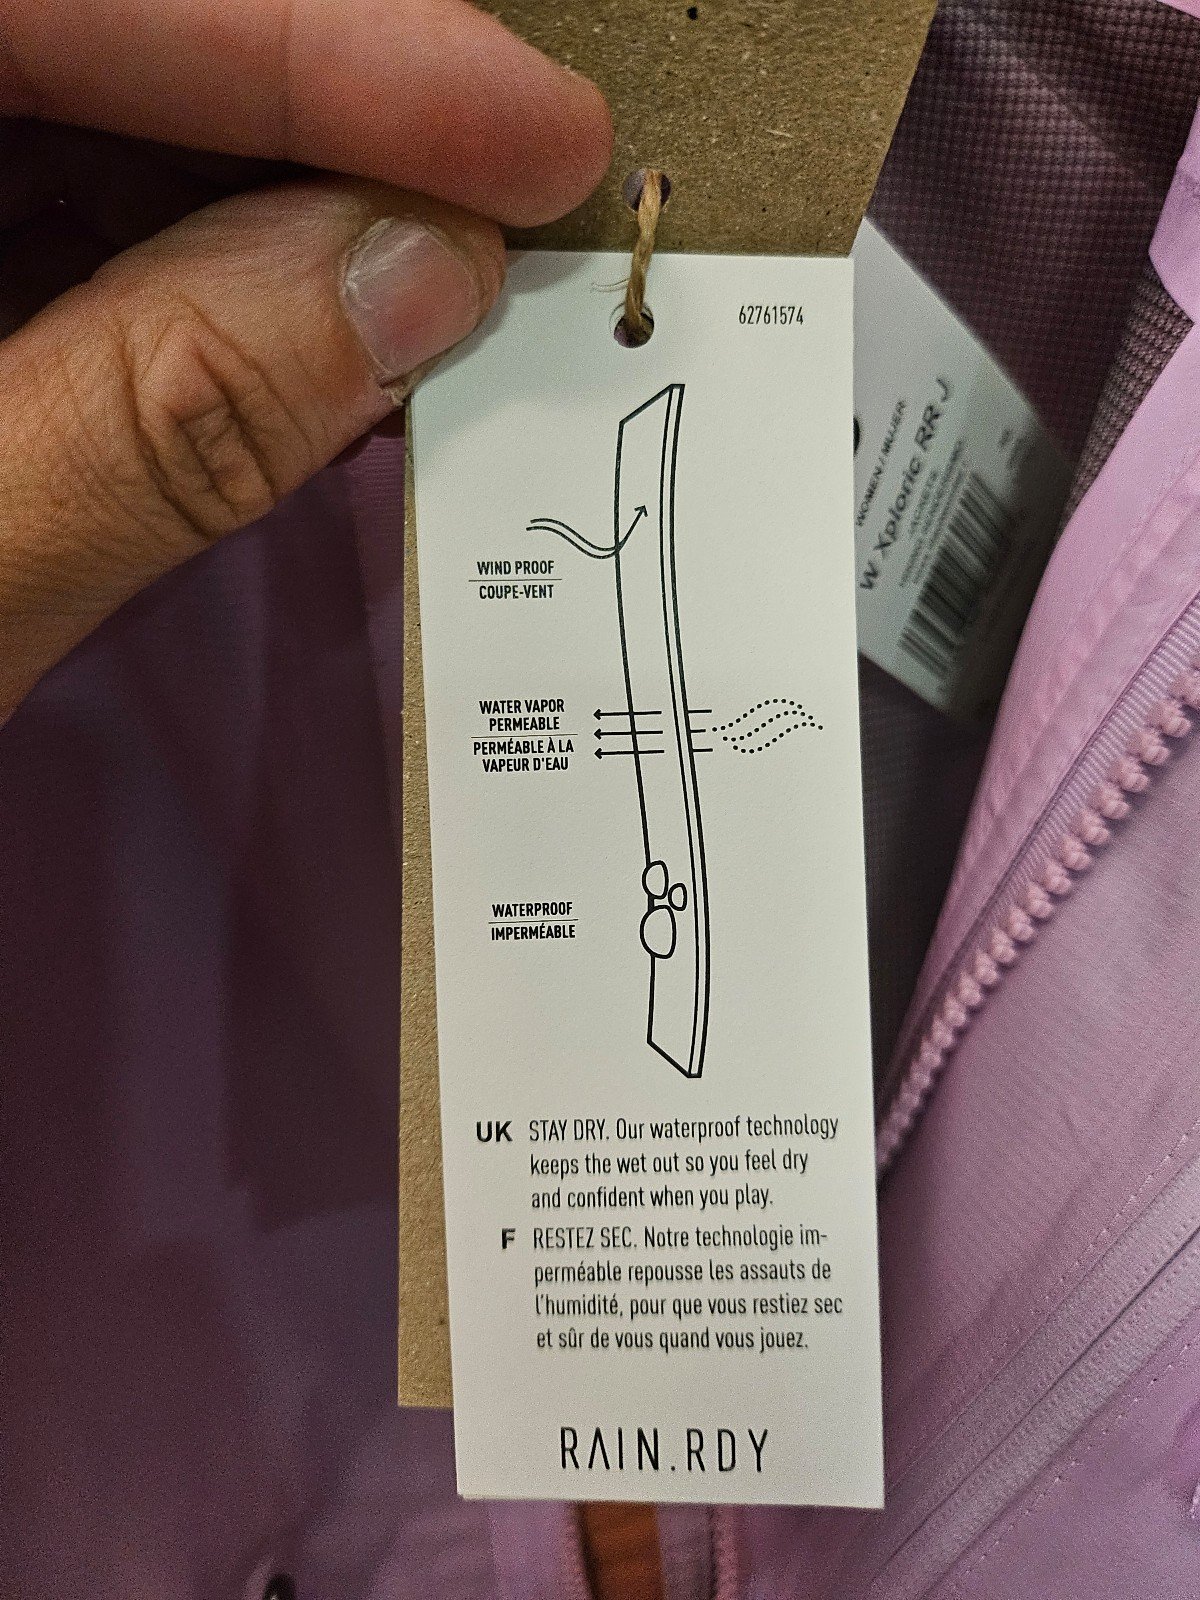 62761574
WIND PROOF
COUPE-VENT
WATER VAPOR
PERMEABLE
PERMÉABLE À LA
VAPEUR D'EAU
WATERPROOF
IMPERMÉABLE
UK STAY DRY. Our waterproof technology
keeps the wet out so you feel dry
and confident when you play.
F RESTEZ SEC. Notre technologie im-
perméable repousse les assauts de
l'humidité, pour que vous restiez sec
et sûr de vous quand vous jouez.
RAIN.RDY
WOMEN / MUJER
W Xploric RR J